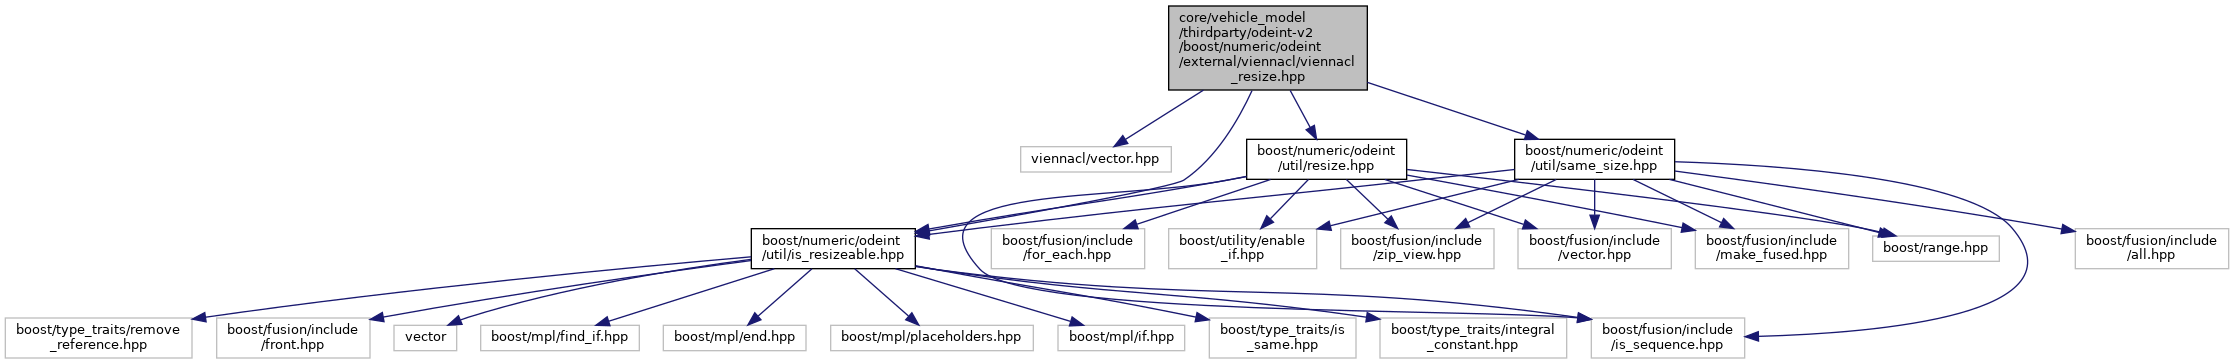 core/vehicle_model
/thirdparty/odeint-v2
/boost/numeric/odeint
/external/viennacl/viennacl
_resize.hpp
viennacl/vector.hpp
boost/numeric/odeint
/util/resize.hpp
boost/numeric/odeint
/util/same_size.hpp
boost/numeric/odeint
/util/is_resizeable.hpp
boost/fusion/include
/for_each.hpp
boost/utility/enable
_if.hpp
boost/fusion/include
/zip_view.hpp
boost/fusion/include
/vector.hpp
boost/fusion/include
/make_fused.hpp
boost/range.hpp
boost/fusion/include
/all.hpp
boost/type_traits/remove
_reference.hpp
boost/fusion/include
/front.hpp
vector
boost/mpl/find_if.hpp
boost/mpl/end.hpp
boost/mpl/placeholders.hpp
boost/mpl/if.hpp
boost/type_traits/is
_same.hpp
boost/type_traits/integral
_constant.hpp
boost/fusion/include
/is_sequence.hpp